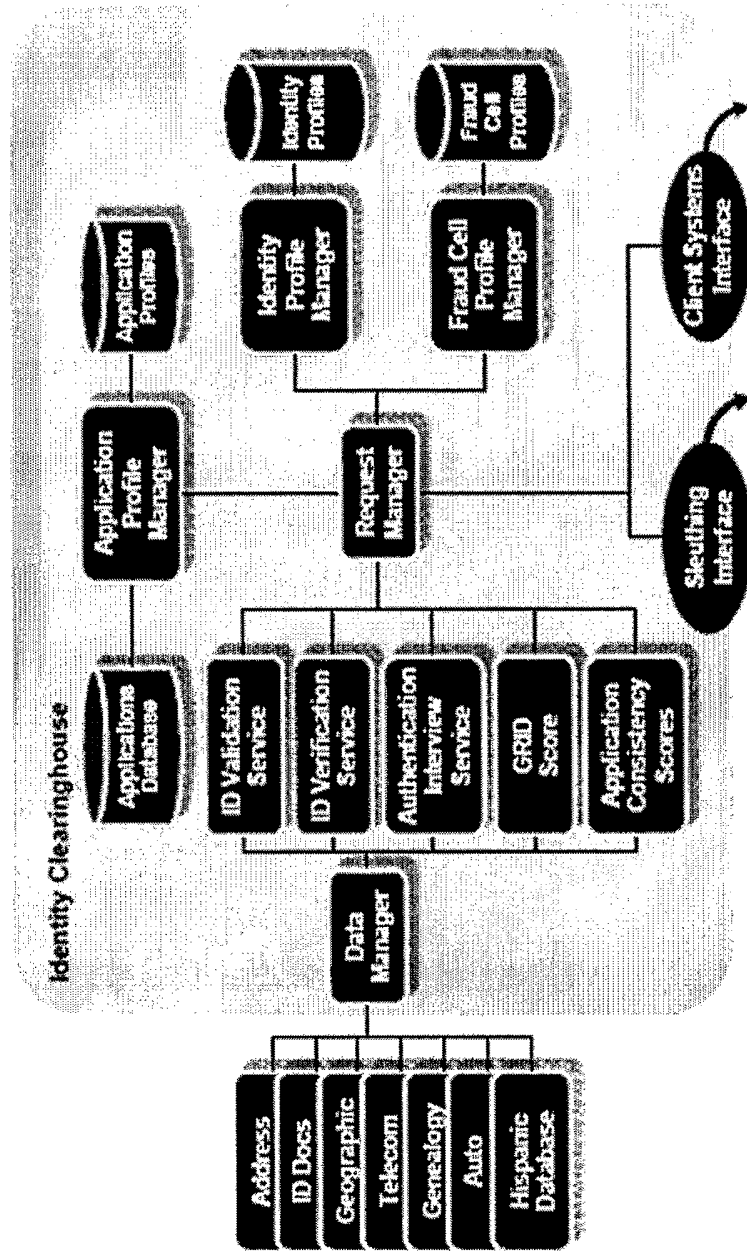 Identity Clearinghouse
Address
ID Docs
Geographic
Telecom
Genealogy
Auto
Hispanic
Database
Data
Manager
Applications
Database
ID Validation
Service
ID Verification
Service
Authentication
Interview
Service
GRID
Score
Application
Consistency
Scores
Application
Profile
Manager
Request
Manager
Application
Profiles
Identity
Profile
Manager
Fraud Cell
Profile
Manager
Identity
Profiles
Fraud
Cell
Profiles
Sleuthing
Interface
Client Systems
Interface